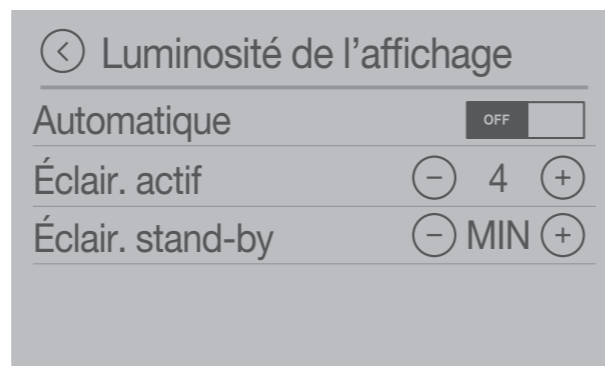 Luminosité de l’affichage
Automatique OFF
Éclair. actif − 4 +
Éclair. stand-by − MIN +